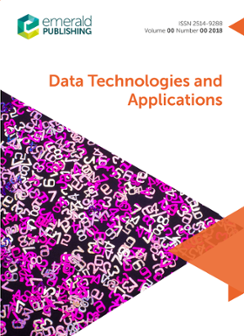 emerald
PUBLISHING
ISSN 2514-9288
Volume 00 Number 00 2018
Data Technologies and
Applications